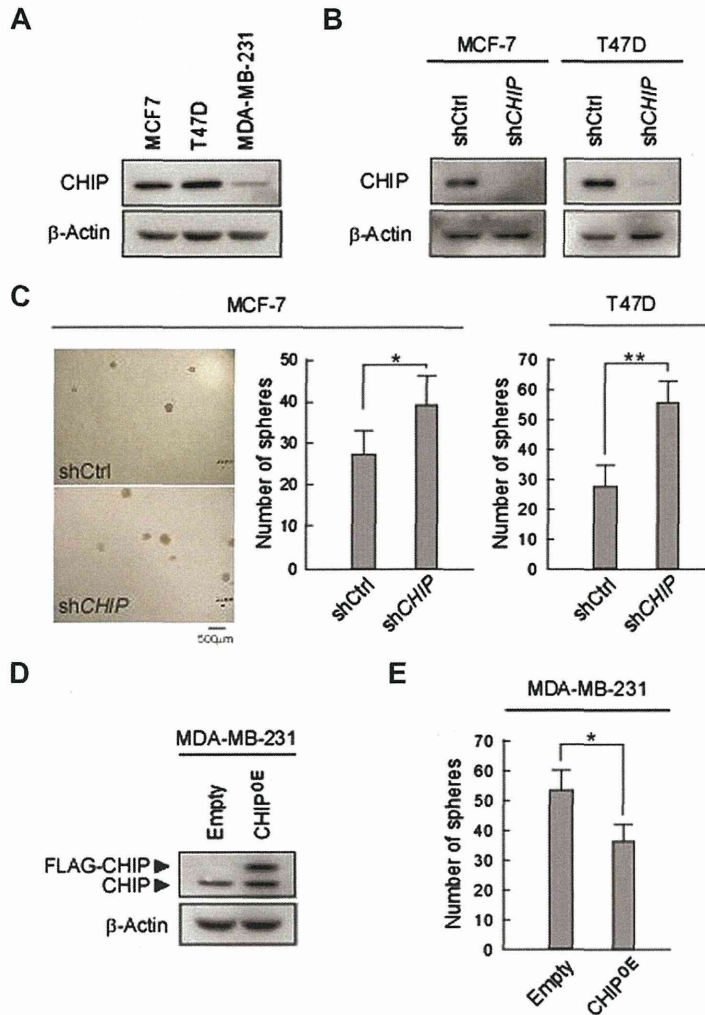 A
MCF7
T47D
MDA-MB-231
CHIP
β-Actin
B
MCF-7
T47D
shCtrl
shCHIP
shCtrl
shCHIP
CHIP
β-Actin
C
MCF-7
shCtrl
shCHIP
500µm
Number of spheres
50
40
30
20
10
0
*
shCtrl
shCHIP
T47D
Number of spheres
70
60
50
40
30
20
10
0
**
shCtrl
shCHIP
D
MDA-MB-231
Empty
CHIPOE
FLAG-CHIP
CHIP
β-Actin
E
MDA-MB-231
Number of spheres
70
60
50
40
30
20
10
0
*
Empty
CHIPOE